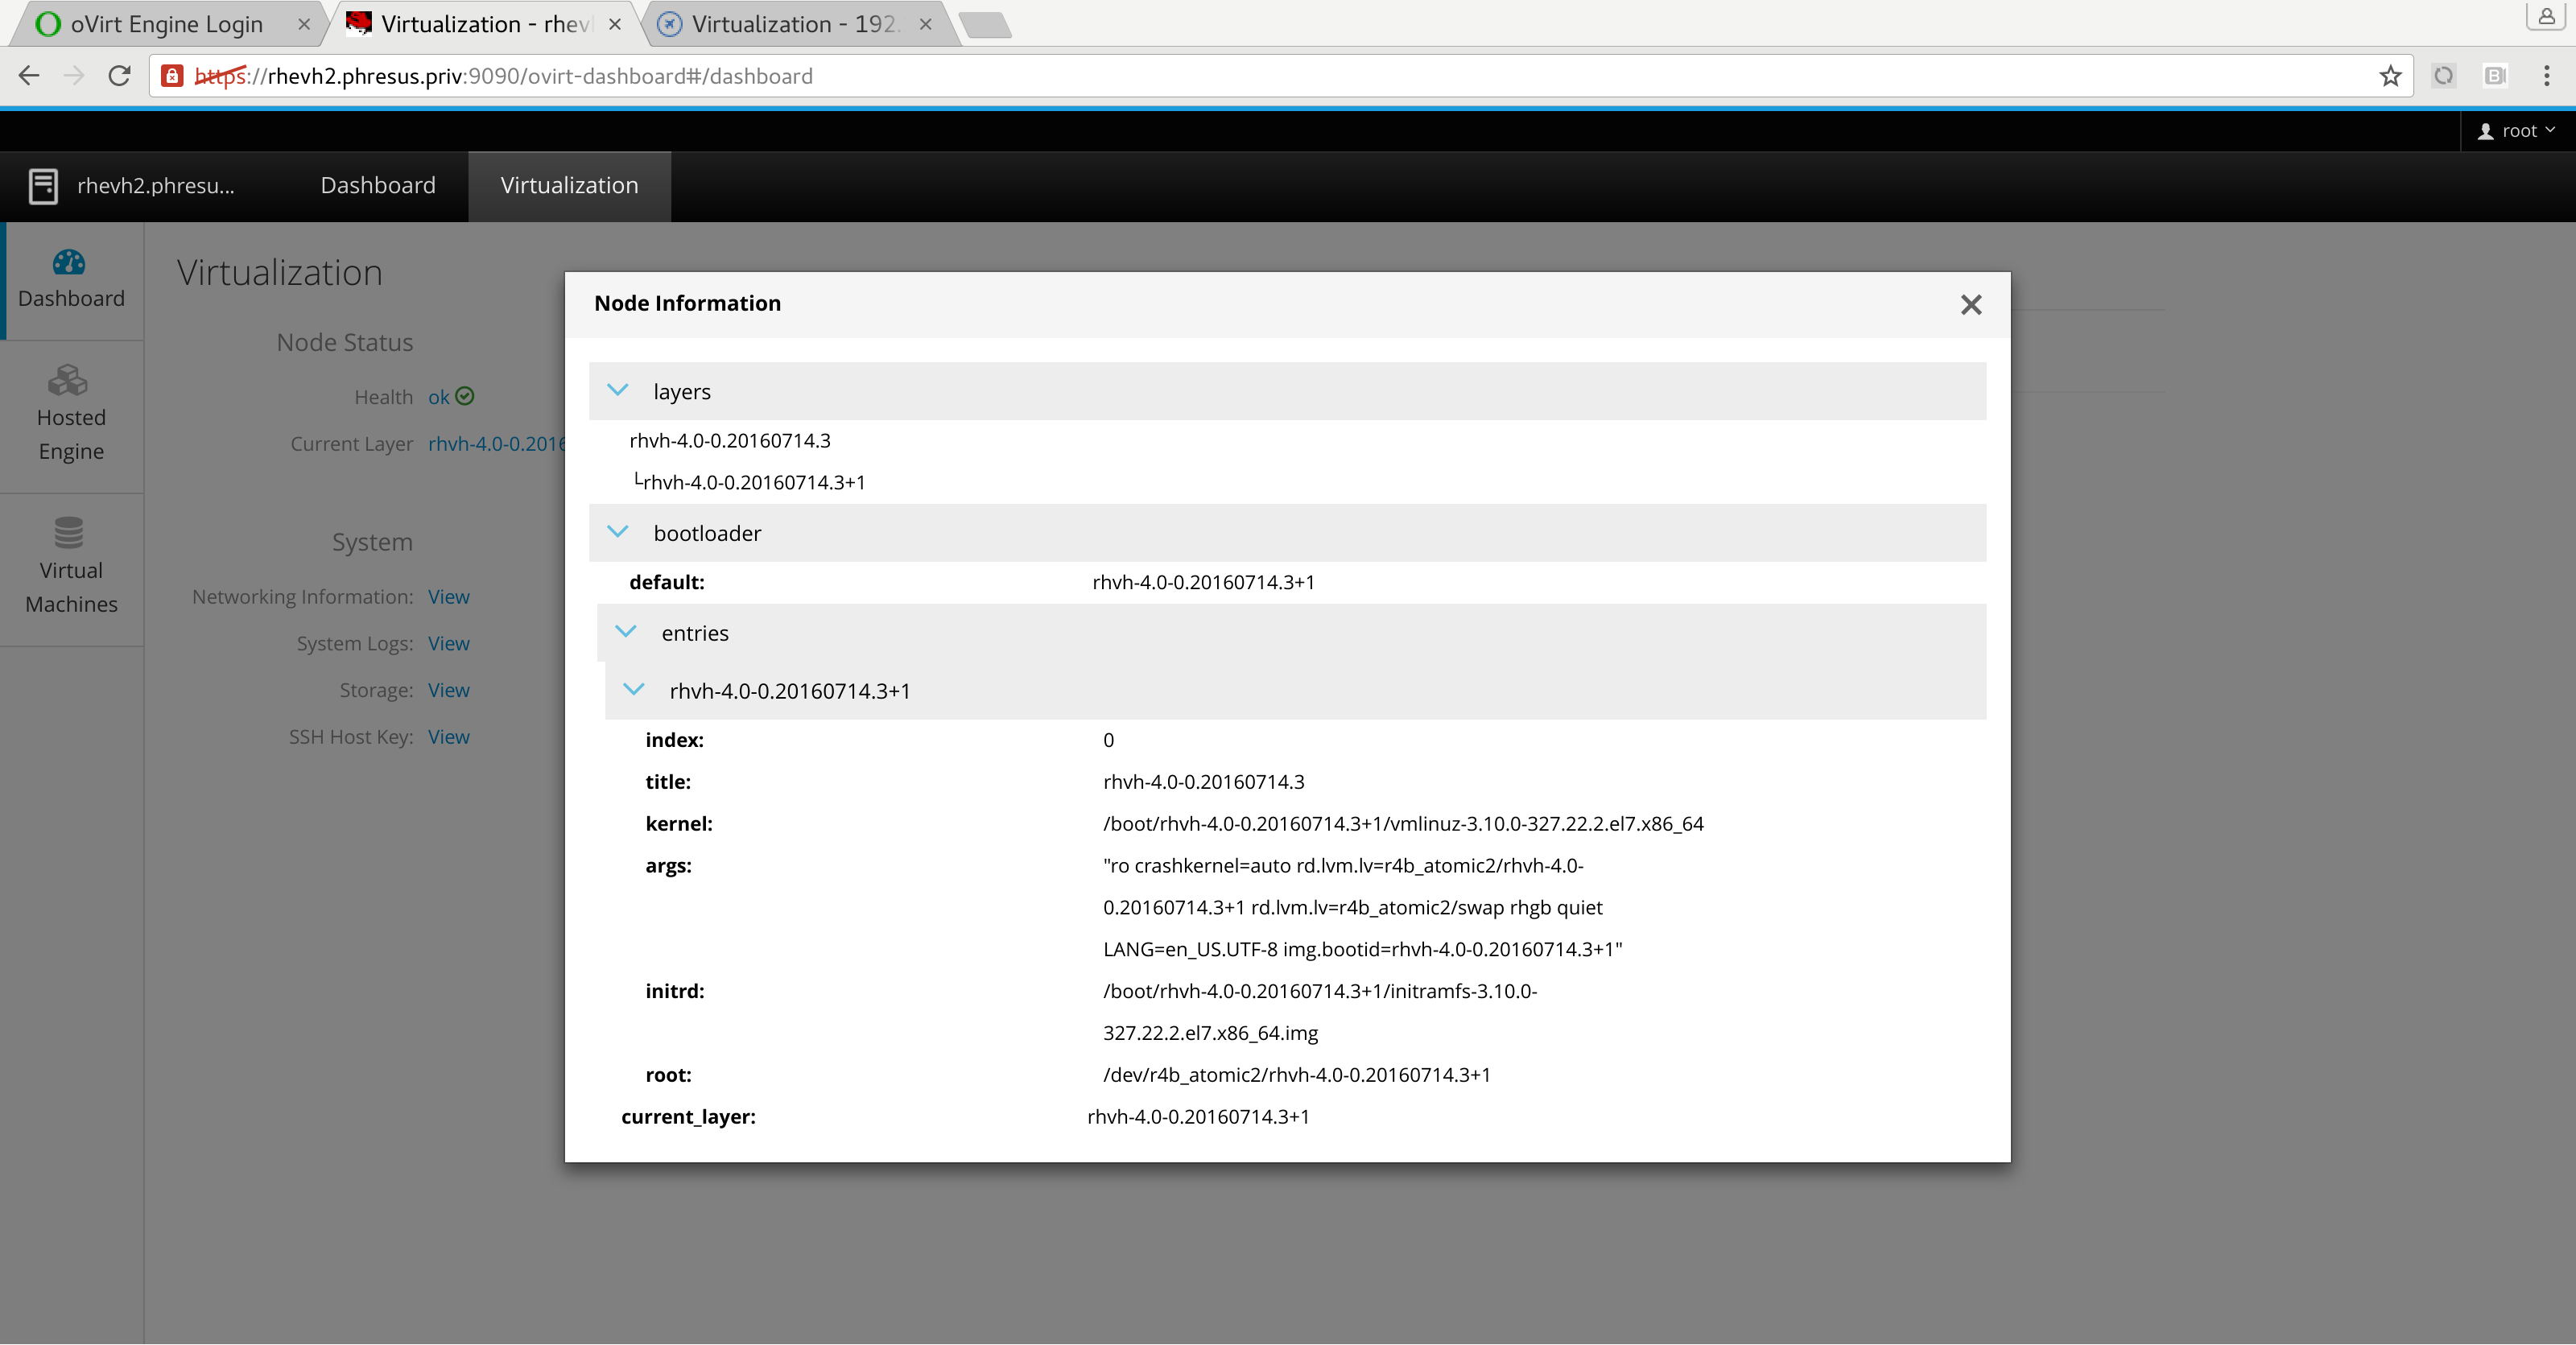 oVirt Engine Login
Virtualization - rhev
Virtualization - 192.
https://rhevh2.phresus.priv:9090/ovirt-dashboard#/dashboard
root
rhevh2.phresu...
Dashboard
Virtualization
Dashboard
Hosted
Engine
Virtual
Machines
Virtualization
Node Status
Health ok
Current Layer rhvh-4.0-0.2016
System
Networking Information: View
System Logs: View
Storage: View
SSH Host Key: View
Node Information
layers
rhvh-4.0-0.20160714.3
└rhvh-4.0-0.20160714.3+1
bootloader
default: rhvh-4.0-0.20160714.3+1
entries
rhvh-4.0-0.20160714.3+1
index: 0
title: rhvh-4.0-0.20160714.3
kernel: /boot/rhvh-4.0-0.20160714.3+1/vmlinuz-3.10.0-327.22.2.el7.x86_64
args: "ro crashkernel=auto rd.lvm.lv=r4b_atomic2/rhvh-4.0-
0.20160714.3+1 rd.lvm.lv=r4b_atomic2/swap rhgb quiet
LANG=en_US.UTF-8 img.bootid=rhvh-4.0-0.20160714.3+1"
initrd: /boot/rhvh-4.0-0.20160714.3+1/initramfs-3.10.0-
327.22.2.el7.x86_64.img
root: /dev/r4b_atomic2/rhvh-4.0-0.20160714.3+1
current_layer: rhvh-4.0-0.20160714.3+1